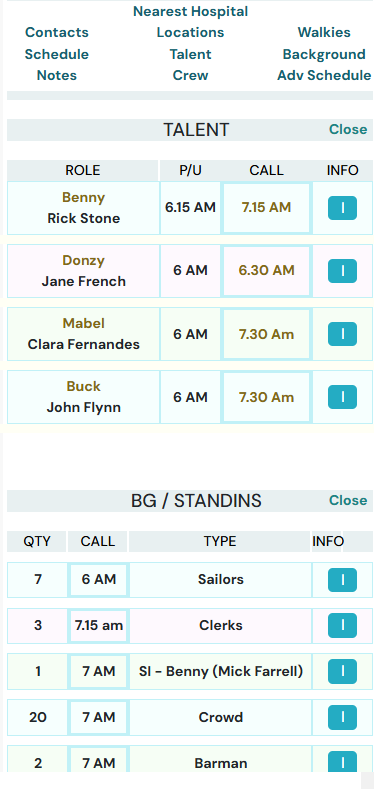 Nearest Hospital
Contacts Locations Walkies
Schedule Talent Background
Notes Crew Adv Schedule
TALENT Close
ROLE P/U CALL INFO
Benny
Rick Stone 6.15 AM 7.15 AM I
Donzy
Jane French 6 AM 6.30 AM I
Mabel
Clara Fernandes 6 AM 7.30 Am I
Buck
John Flynn 6 AM 7.30 Am I
BG / STANDINS Close
QTY CALL TYPE INFO
7 6 AM Sailors I
3 7.15 am Clerks I
1 7 AM SI - Benny (Mick Farrell) I
20 7 AM Crowd I
2 7 AM Barman I